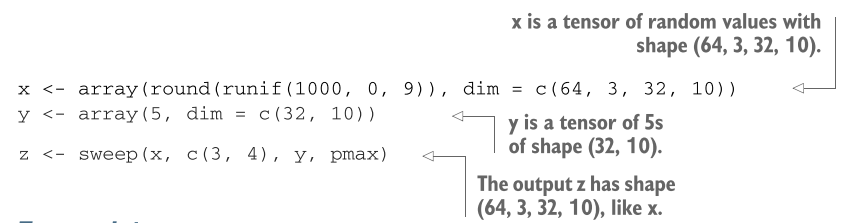 x is a tensor of random values with
shape (64, 3, 32, 10).
x <- array(round(runif(1000, 0, 9)), dim = c(64, 3, 32, 10))
y <- array(5, dim = c(32, 10))
y is a tensor of 5s
of shape (32, 10).
z <- sweep(x, c(3, 4), y, pmax)
The output z has shape
(64, 3, 32, 10), like x.